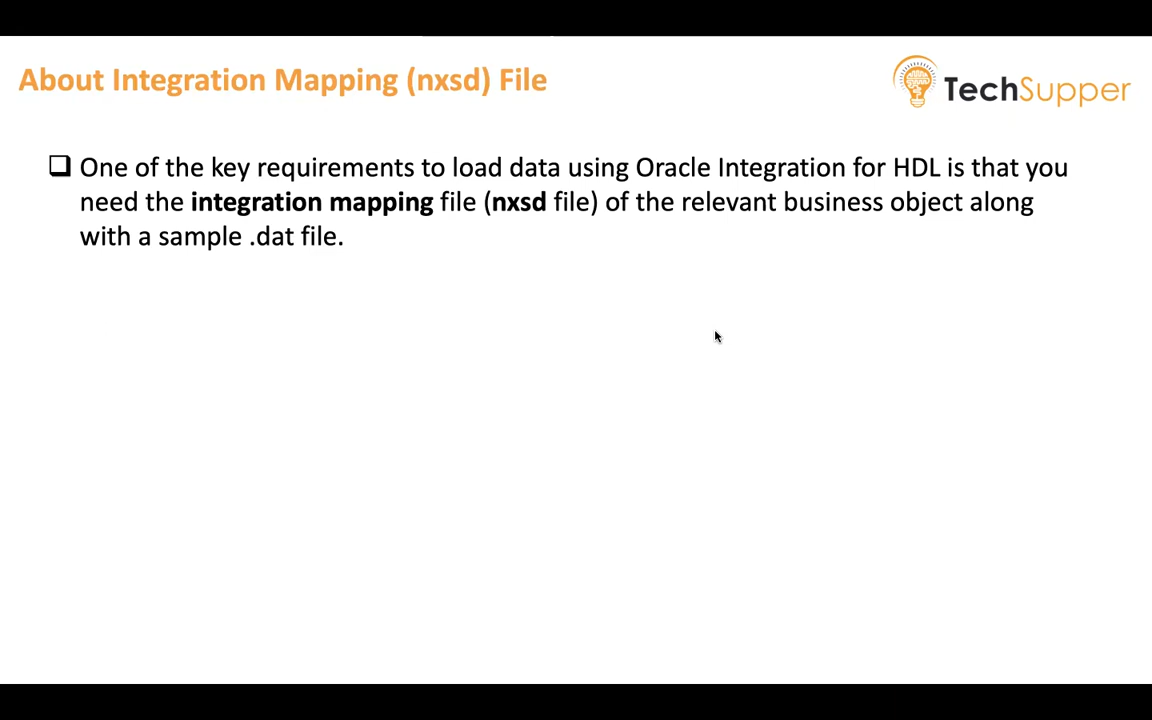 About Integration Mapping (nxsd) File
TechSupper
One of the key requirements to load data using Oracle Integration for HDL is that you
need the integration mapping file (nxsd file) of the relevant business object along
with a sample .dat file.